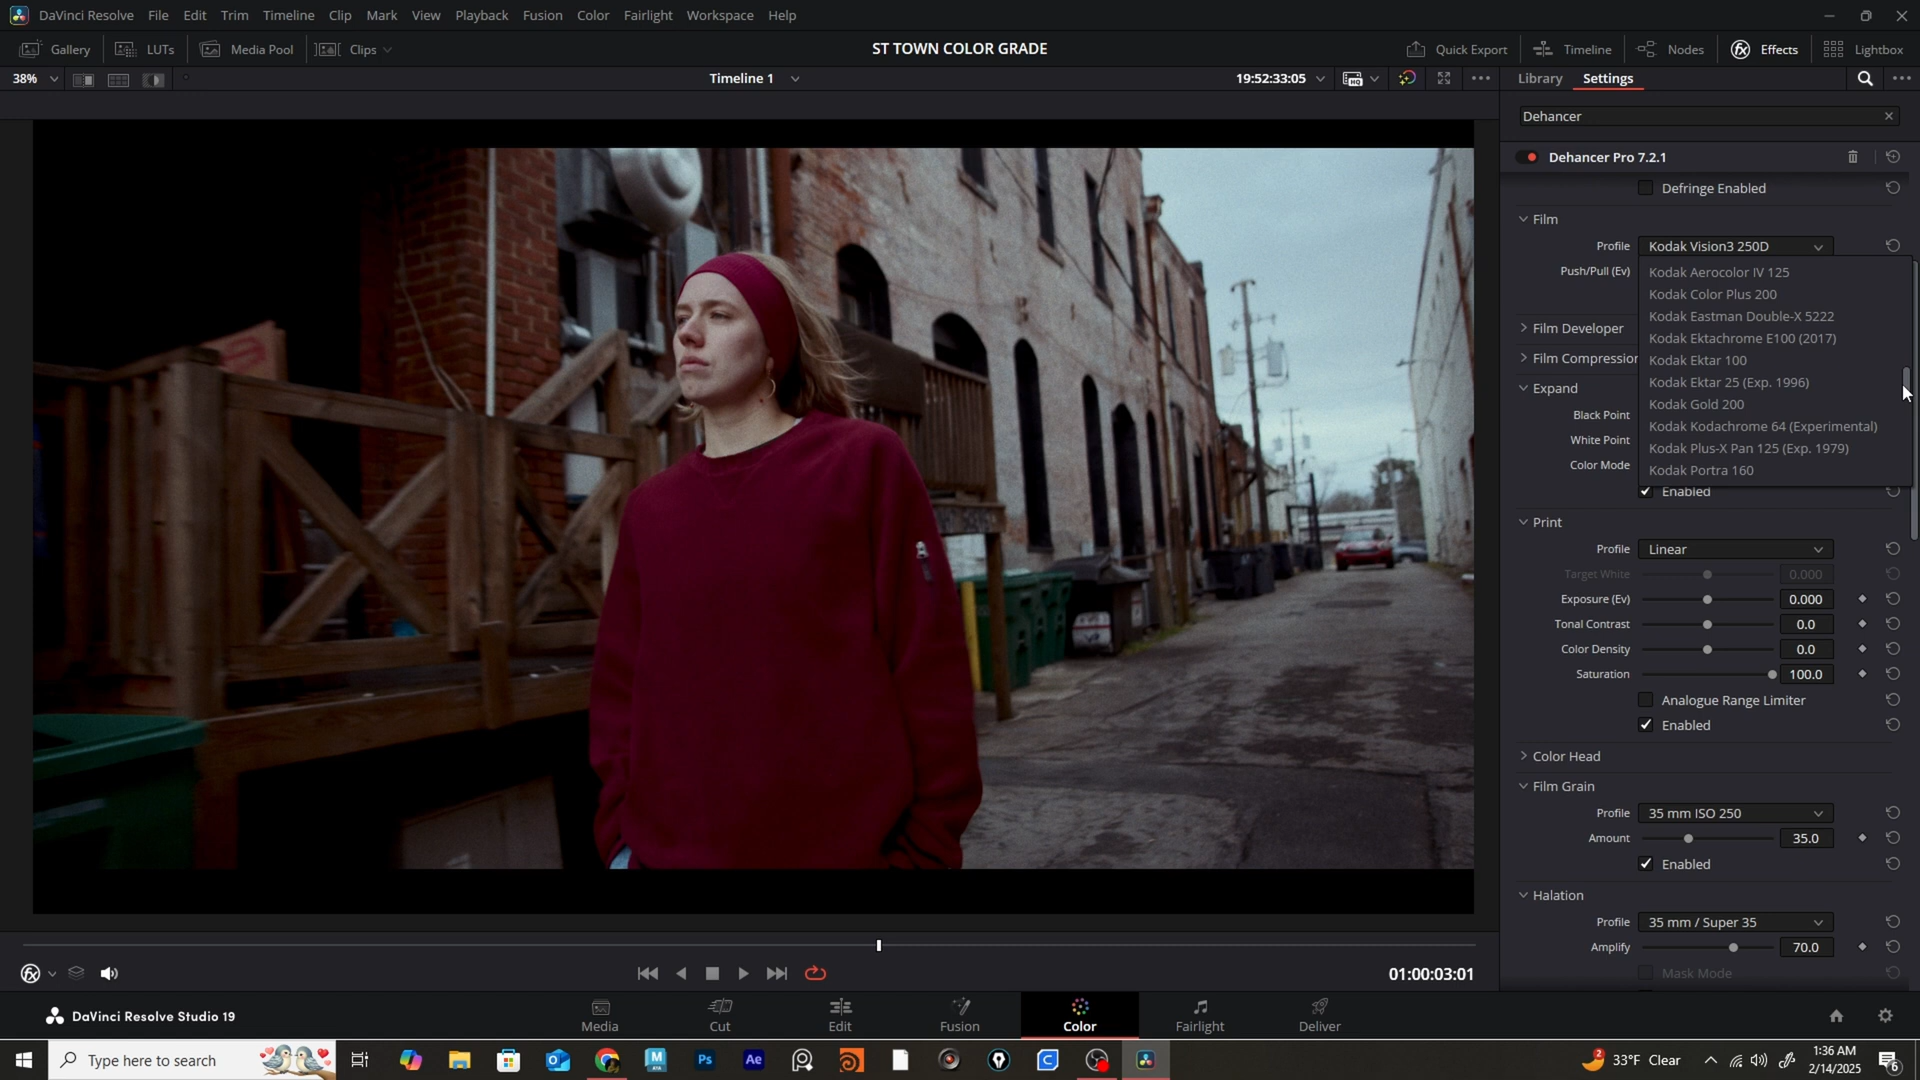 DaVinci Resolve File Edit Trim Timeline Clip Mark View Playback Fusion Color Fairlight Workspace Help
Gallery LUTs Media Pool Clips ST TOWN COLOR GRADE Quick Export Timeline Nodes Effects Lightbox
38% Timeline 1 19:52:33:05 Library Settings
Dehancer
Dehancer Pro 7.2.1
Defringe Enabled
Film
Profile Kodak Vision3 250D
Push/Pull (Ev) Kodak Aerocolor IV 125
Kodak Color Plus 200
Kodak Eastman Double-X 5222
Film Developer Kodak Ektachrome E100 (2017)
Film Compression Kodak Ektar 100
Expand Kodak Ektar 25 (Exp. 1996)
Black Point Kodak Gold 200
White Point Kodak Kodachrome 64 (Experimental)
Kodak Plus-X Pan 125 (Exp. 1979)
Color Mode Kodak Portra 160
Enabled
Print
Profile Linear
Target White 0.000
Exposure (Ev) 0.000
Tonal Contrast 0.0
Color Density 0.0
Saturation 100.0
Analogue Range Limiter
Enabled
Color Head
Film Grain
Profile 35 mm ISO 250
Amount 35.0
Enabled
Halation
Profile 35 mm / Super 35
Amplify 70.0
Mask Mode
01:00:03:01
DaVinci Resolve Studio 19 Media Cut Edit Fusion Color Fairlight Deliver
Type here to search 2 33°F Clear 1:36 AM
2/14/2025 6